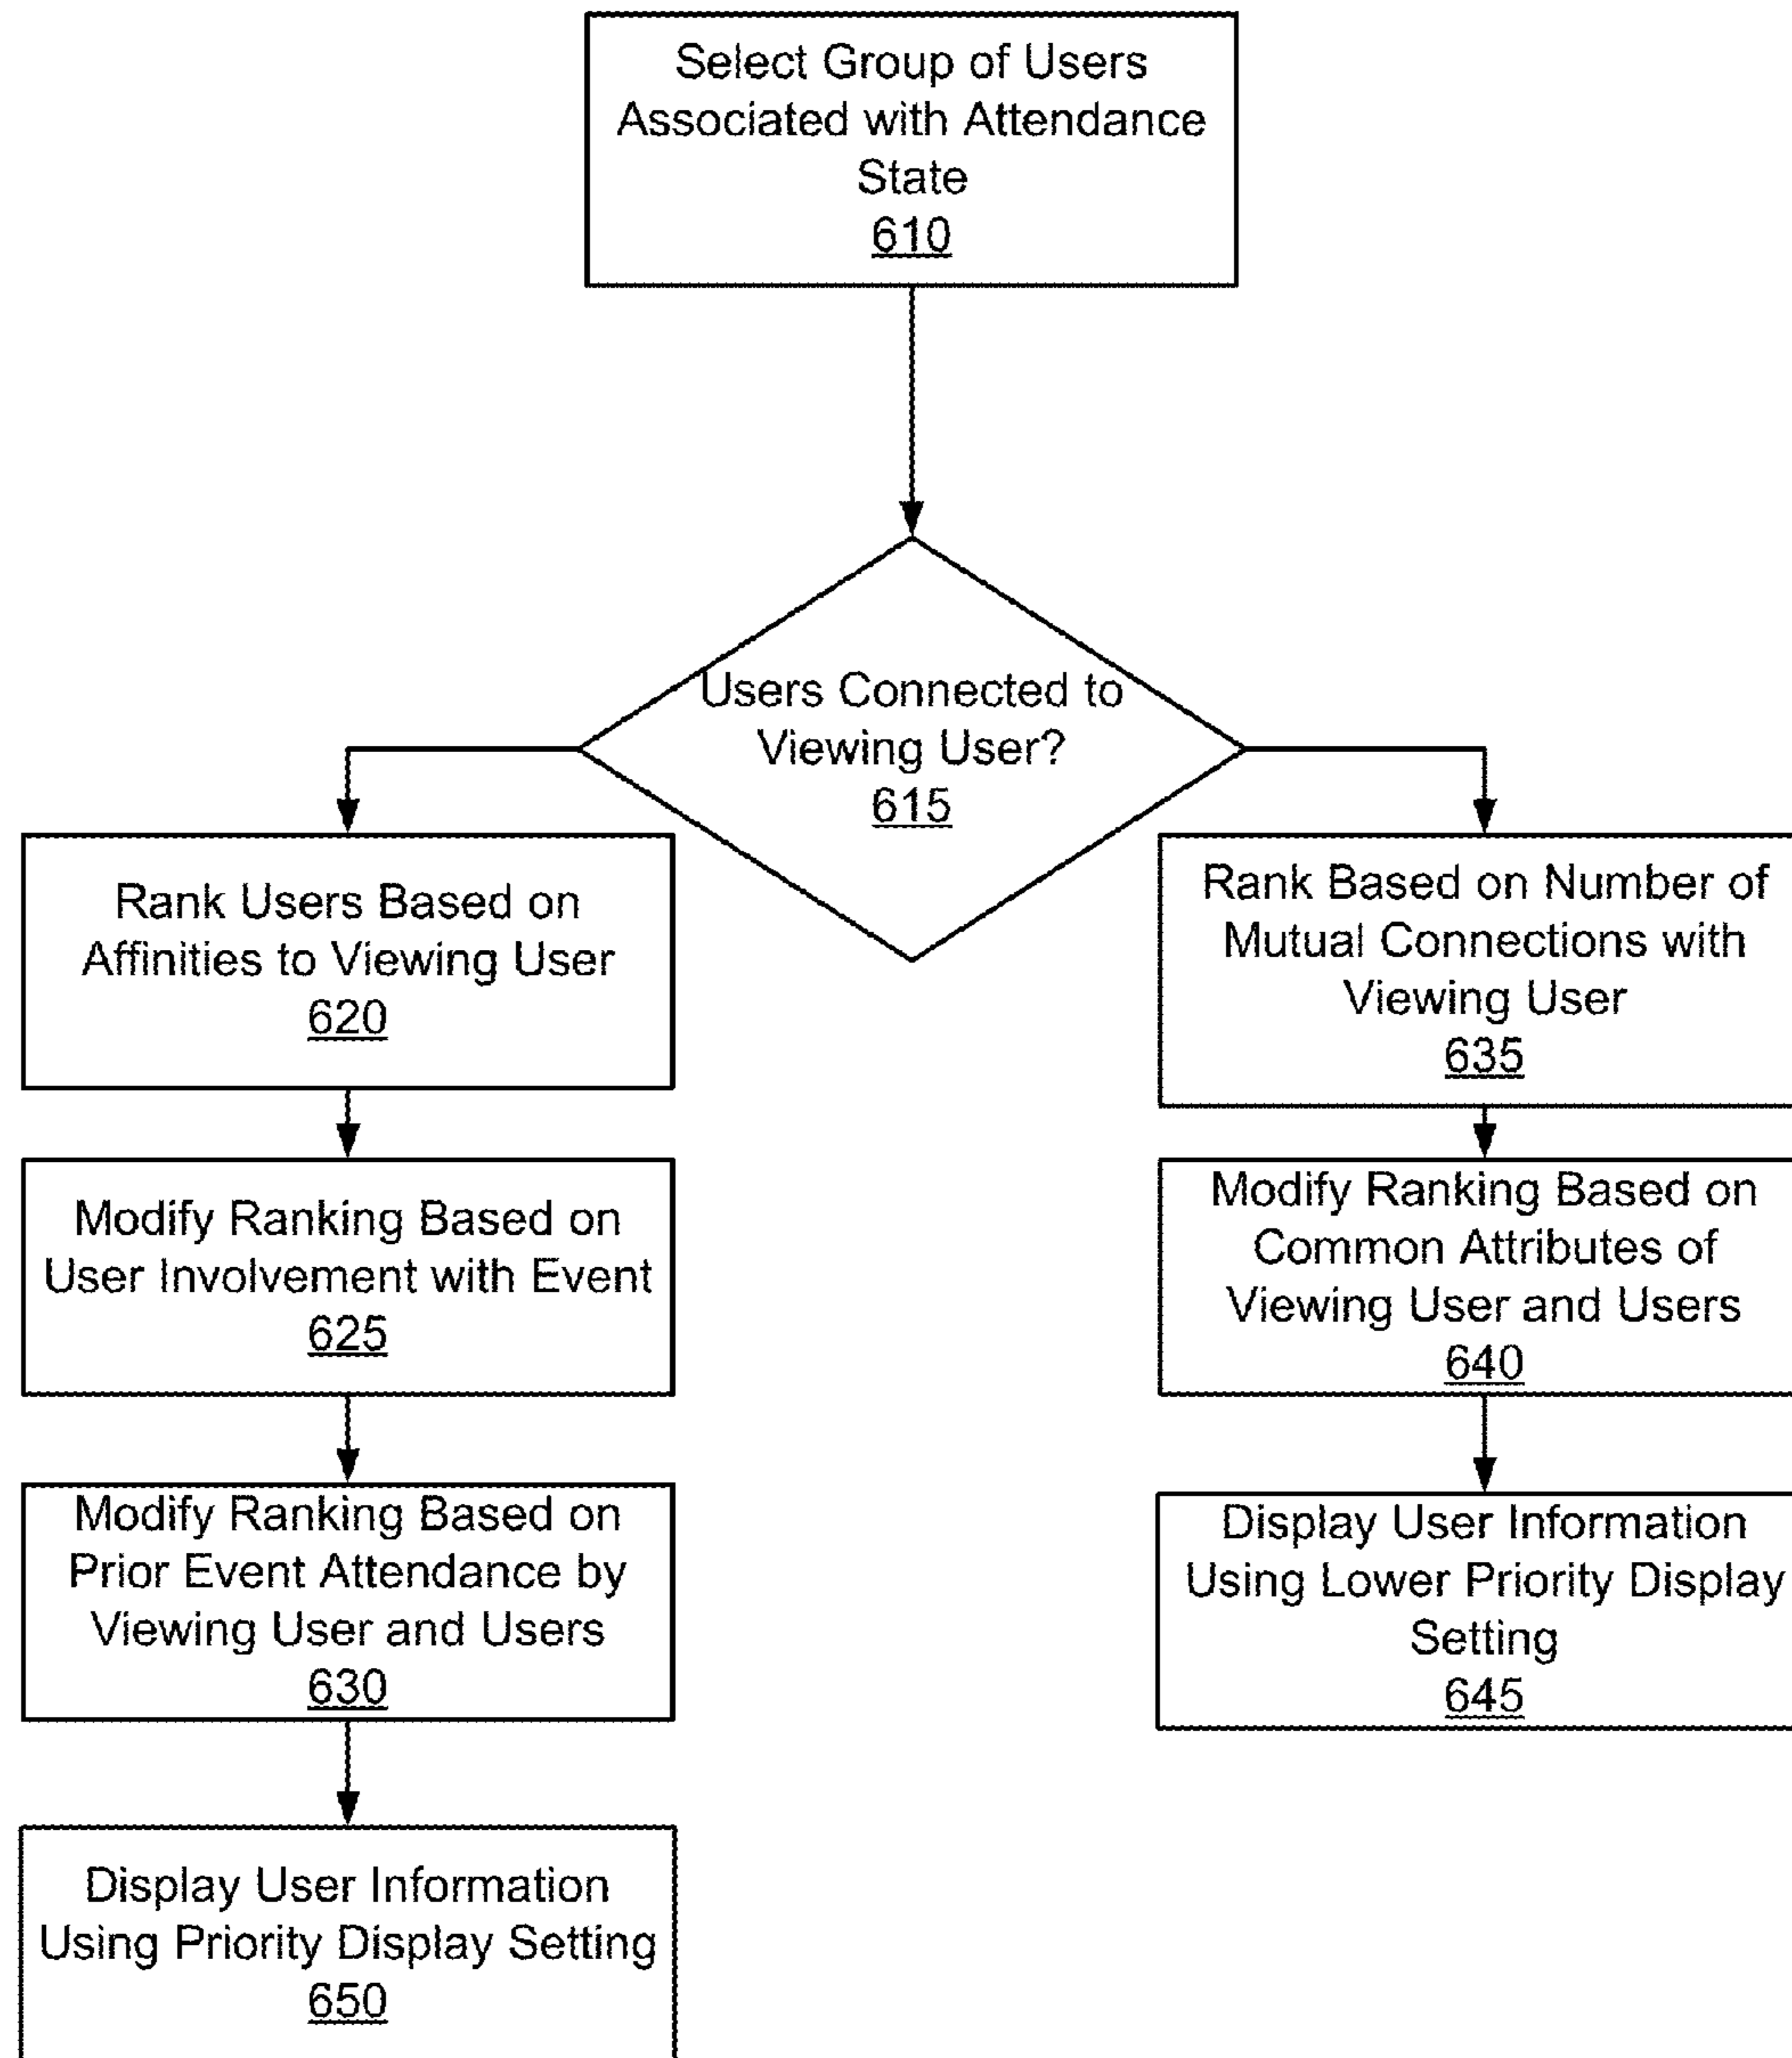 Select Group of Users
Associated with Attendance
State
610
Users Connected to
Viewing User?
615
Rank Users Based on
Affinities to Viewing User
620
Modify Ranking Based on
User Involvement with Event
625
Modify Ranking Based on
Prior Event Attendance by
Viewing User and Users
630
Display User Information
Using Priority Display Setting
650
Rank Based on Number of
Mutual Connections with
Viewing User
635
Modify Ranking Based on
Common Attributes of
Viewing User and Users
640
Display User Information
Using Lower Priority Display
Setting
645